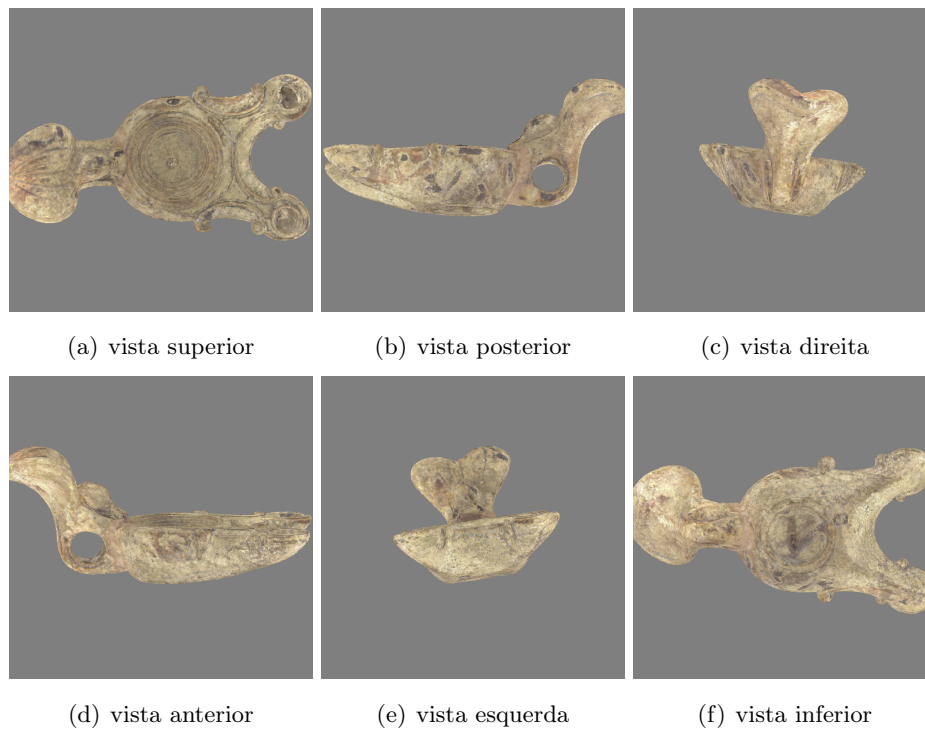 (a) vista superior
(b) vista posterior
(c) vista direita
(d) vista anterior
(e) vista esquerda
(f) vista inferior